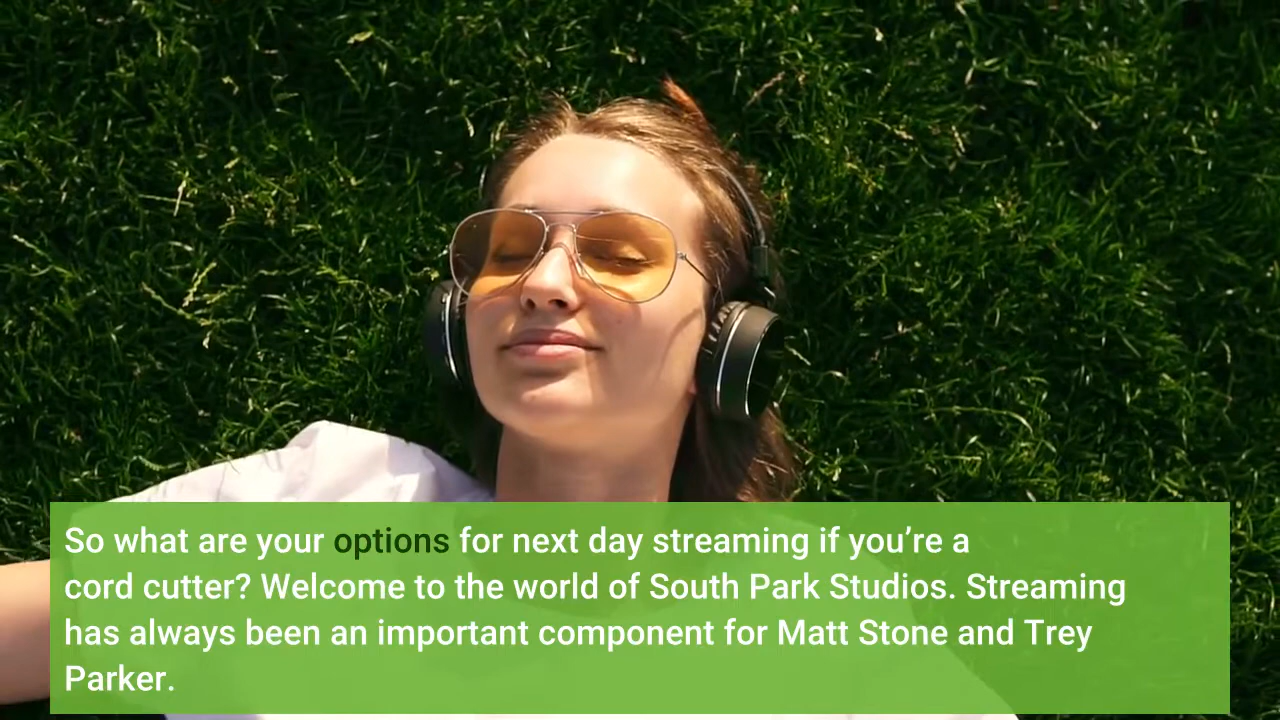 So what are your options for next day streaming if you’re a
cord cutter? Welcome to the world of South Park Studios. Streaming
has always been an important component for Matt Stone and Trey
Parker.